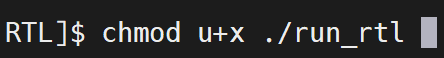 RTL]$ chmod u+x ./run_rtl